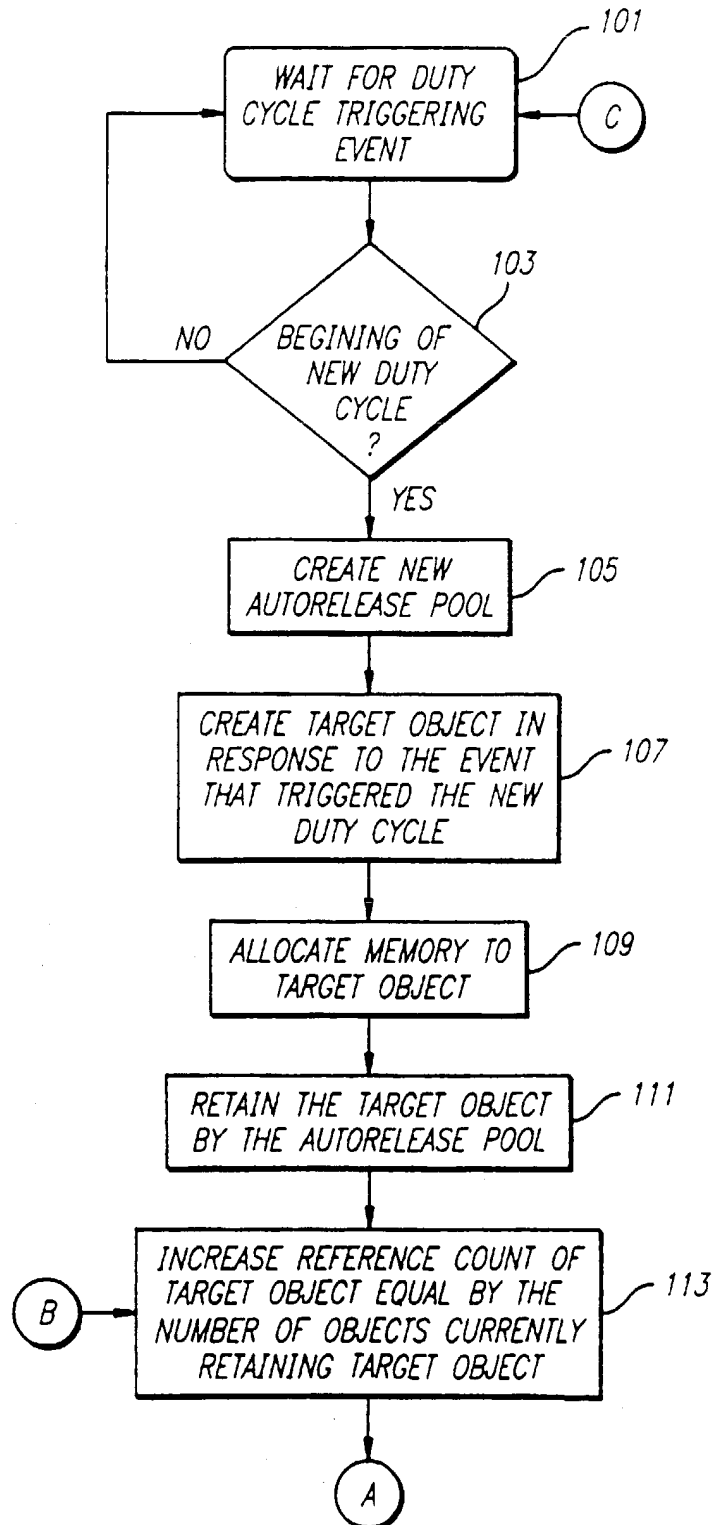 101
WAIT FOR DUTY
CYCLE TRIGGERING
EVENT
C
103
NO
BEGINING OF
NEW DUTY
CYCLE
?
YES
CREATE NEW
AUTORELEASE POOL
105
CREATE TARGET OBJECT IN
RESPONSE TO THE EVENT
THAT TRIGGERED THE NEW
DUTY CYCLE
107
ALLOCATE MEMORY TO
TARGET OBJECT
109
RETAIN THE TARGET OBJECT
BY THE AUTORELEASE POOL
111
INCREASE REFERENCE COUNT OF
TARGET OBJECT EQUAL BY THE
NUMBER OF OBJECTS CURRENTLY
RETAINING TARGET OBJECT
113
B
A